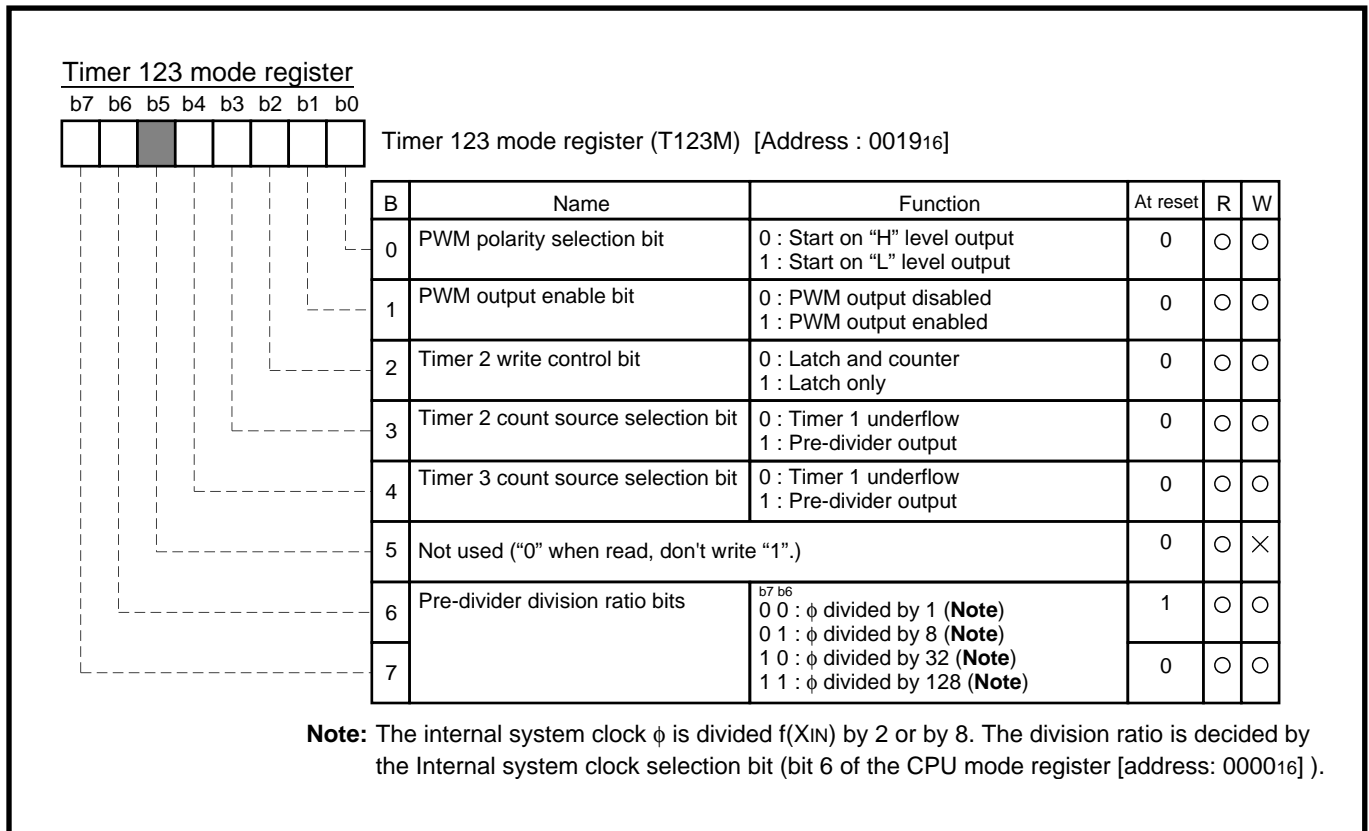 Timer 123 mode register
b7 b6 b5 b4 b3 b2 b1 b0
Timer 123 mode register (T123M) [Address : 0019₁₆]
B Name Function At reset R W
0 PWM polarity selection bit 0 : Start on “H” level output 0 ○ ○
1 : Start on “L” level output
1 PWM output enable bit 0 : PWM output disabled 0 ○ ○
1 : PWM output enabled
2 Timer 2 write control bit 0 : Latch and counter 0 ○ ○
1 : Latch only
3 Timer 2 count source selection bit 0 : Timer 1 underflow 0 ○ ○
1 : Pre-divider output
4 Timer 3 count source selection bit 0 : Timer 1 underflow 0 ○ ○
1 : Pre-divider output
5 Not used (“0” when read, don't write “1”.) 0 ○ ×
6 Pre-divider division ratio bits b7 b6 1 ○ ○
0 0 : ϕ divided by 1 (Note)
0 1 : ϕ divided by 8 (Note)
7 1 0 : ϕ divided by 32 (Note) 0 ○ ○
1 1 : ϕ divided by 128 (Note)
Note: The internal system clock ϕ is divided f(XIN) by 2 or by 8. The division ratio is decided by
the Internal system clock selection bit (bit 6 of the CPU mode register [address: 0000₁₆] ).